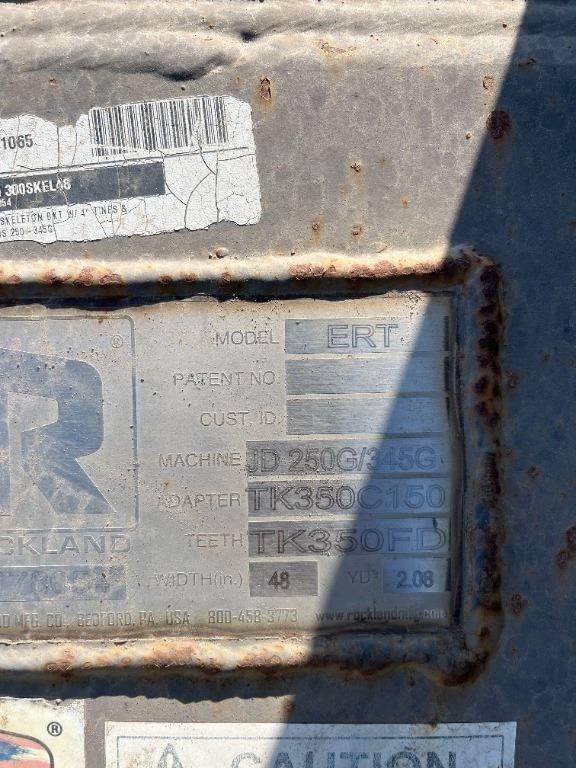 1065
300SKEL48
SKELETON BKT W/ 4" TINES &
250-345G
®
MODEL ERT
PATENT NO
CUST. ID.
MACHINE JD 250G/345G
ADAPTER TK350C150
R
TEETH TK350FD
CKLAND
WIDTH(in.) 48 YD³ 2.08
MFG. CO., BEDFORD, PA, USA 800-458-3773 www.rocklandmfg.com
®
CAUTION